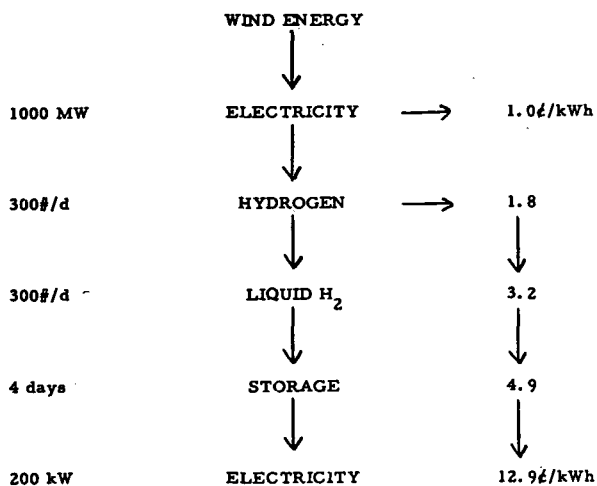 WIND ENERGY
1000 MW ELECTRICITY 1.0¢/kWh
300#/d HYDROGEN 1.8
300#/d LIQUID H2 3.2
4 days STORAGE 4.9
200 kW ELECTRICITY 12.9¢/kWh